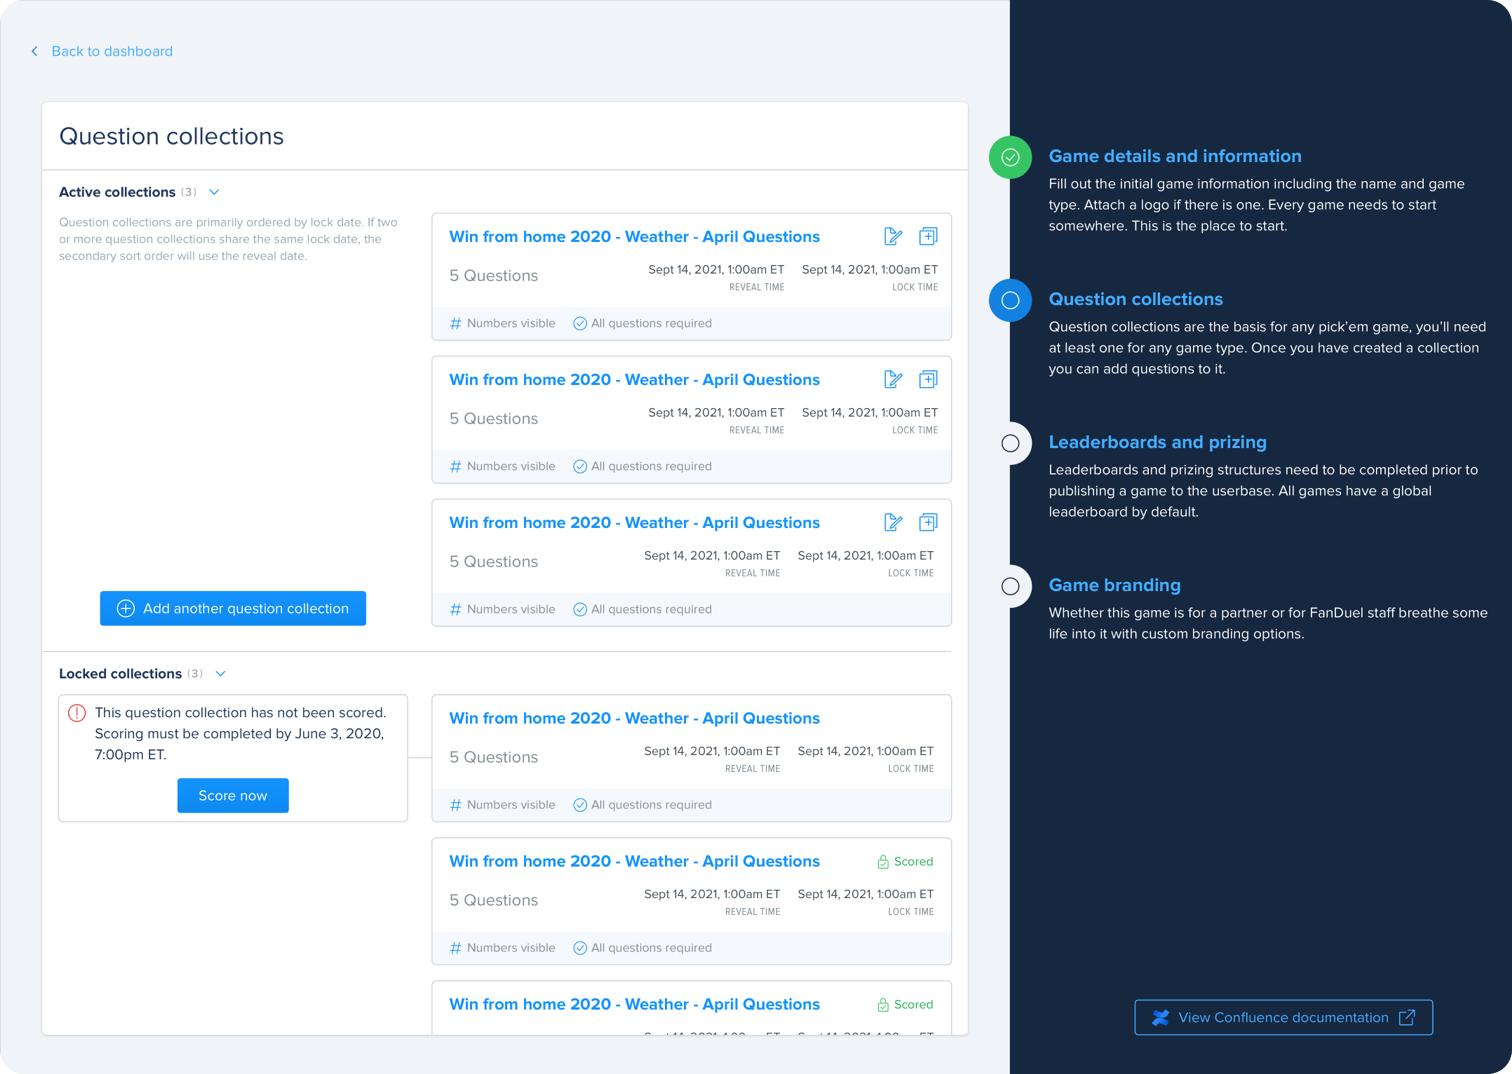 Back to dashboard
Question collections
Active collections (3)
Question collections are primarily ordered by lock date. If two
or more question collections share the same lock date, the
secondary sort order will use the reveal date.
Win from home 2020 - Weather - April Questions
5 Questions
Sept 14, 2021, 1:00am ET Sept 14, 2021, 1:00am ET
REVEAL TIME LOCK TIME
# Numbers visible All questions required
Win from home 2020 - Weather - April Questions
5 Questions
Sept 14, 2021, 1:00am ET Sept 14, 2021, 1:00am ET
REVEAL TIME LOCK TIME
# Numbers visible All questions required
Win from home 2020 - Weather - April Questions
5 Questions
Sept 14, 2021, 1:00am ET Sept 14, 2021, 1:00am ET
REVEAL TIME LOCK TIME
# Numbers visible All questions required
Add another question collection
Locked collections (3)
This question collection has not been scored.
Scoring must be completed by June 3, 2020,
7:00pm ET.
Score now
Win from home 2020 - Weather - April Questions
5 Questions
Sept 14, 2021, 1:00am ET Sept 14, 2021, 1:00am ET
REVEAL TIME LOCK TIME
# Numbers visible All questions required
Win from home 2020 - Weather - April Questions Scored
5 Questions
Sept 14, 2021, 1:00am ET Sept 14, 2021, 1:00am ET
REVEAL TIME LOCK TIME
# Numbers visible All questions required
Win from home 2020 - Weather - April Questions Scored
Game details and information
Fill out the initial game information including the name and game
type. Attach a logo if there is one. Every game needs to start
somewhere. This is the place to start.
Question collections
Question collections are the basis for any pick'em game, you'll need
at least one for any game type. Once you have created a collection
you can add questions to it.
Leaderboards and prizing
Leaderboards and prizing structures need to be completed prior to
publishing a game to the userbase. All games have a global
leaderboard by default.
Game branding
Whether this game is for a partner or for FanDuel staff breathe some
life into it with custom branding options.
View Confluence documentation